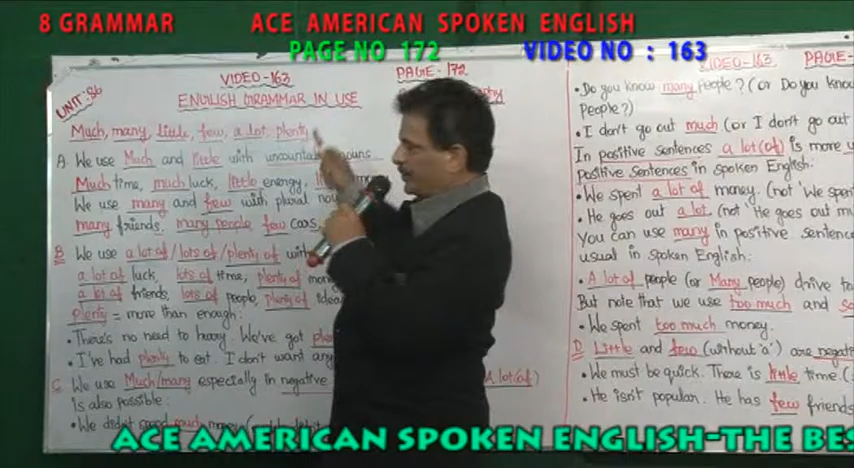 8 GRAMMAR ACE AMERICAN SPOKEN ENGLISH
PAGE NO 172 VIDEO NO : 163
UNIT:86
VIDEO-163 PAGE-172
ENGLISH GRAMMAR IN USE
Much, many, little, few, a lot, plenty
A. We use Much and little with uncountable nouns
Much time, much luck, little energy,
We use many and few with plural
many friends. many people, few cars,
B We use a lot of/lots of/plenty of
a lot of luck, lots of time, plenty of
a lot of friends, lots of people, plenty of
plenty = more than enough:
• There's no need to hurry. We've got
• I've had plenty to eat. I don't want
C We use Much/many especially in negative A lot(of)
is also possible:
• We didn't spend much money
VIDEO-163 PAGE-
• Do you know many people? (or Do you know
People?)
• I don't go out much (or I don't go out
In positive sentences a lot (of) is more
positive sentences in spoken English:
• We spent a lot of money. (not 'We
• He goes out a lot. (not 'He goes out
You can use many in positive
usual in spoken English:
• A lot of people (or Many people) drive
But note that we use too much and
• We spent too much money.
D Little and few (without 'a') are
• We must be quick. There is little time.
• He isn't popular. He has few
ACE AMERICAN SPOKEN ENGLISH-THE